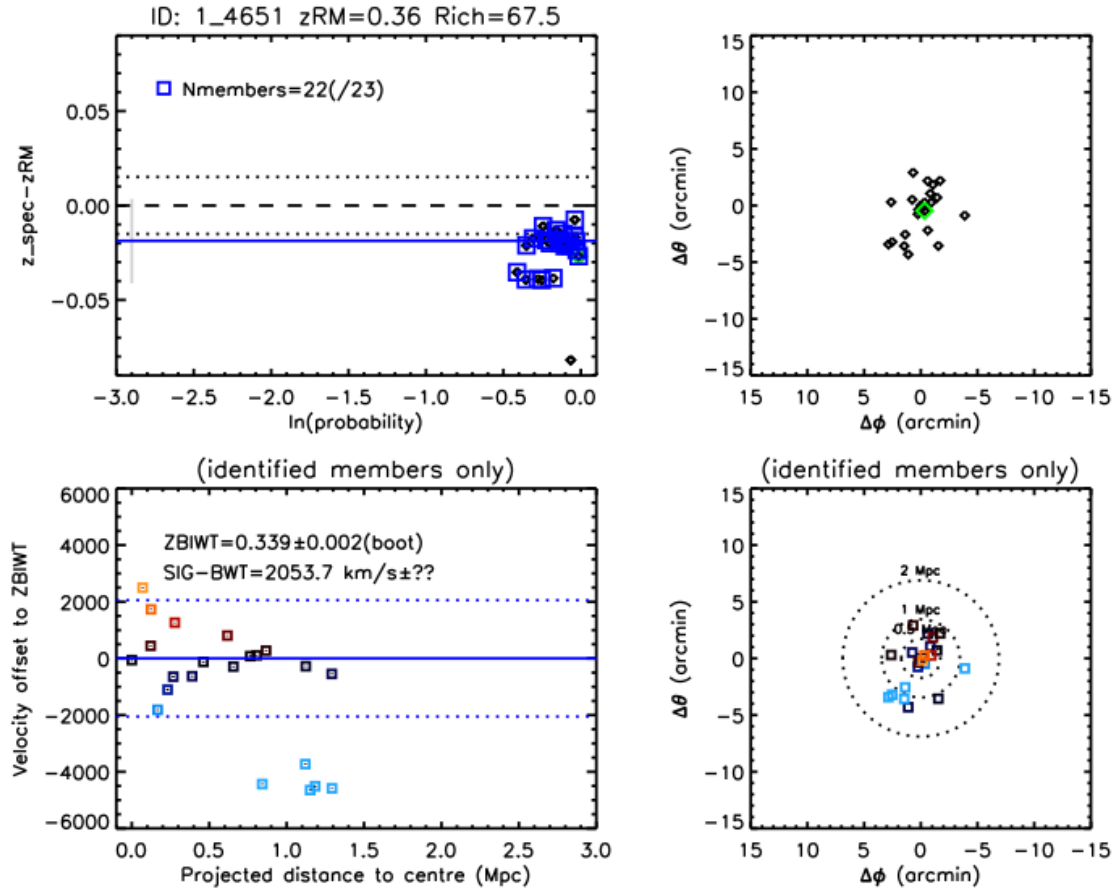 ID: 1_4651 zRM=0.36 Rich=67.5
Nmembers=22(/23)
z_spec-zRM
0.05
0.00
-0.05
-3.0 -2.5 -2.0 -1.5 -1.0 -0.5 0.0
ln(probability)
Δθ (arcmin)
15
10
5
0
-5
-10
-15
15 10 5 0 -5 -10 -15
Δϕ (arcmin)
(identified members only)
ZBIWT=0.339±0.002(boot)
SIG-BWT=2053.7 km/s±??
Velocity offset to ZBIWT
6000
4000
2000
0
-2000
-4000
-6000
0.0 0.5 1.0 1.5 2.0 2.5 3.0
Projected distance to centre (Mpc)
(identified members only)
2 Mpc
1 Mpc
Δθ (arcmin)
15
10
5
0
-5
-10
-15
15 10 5 0 -5 -10 -15
Δϕ (arcmin)